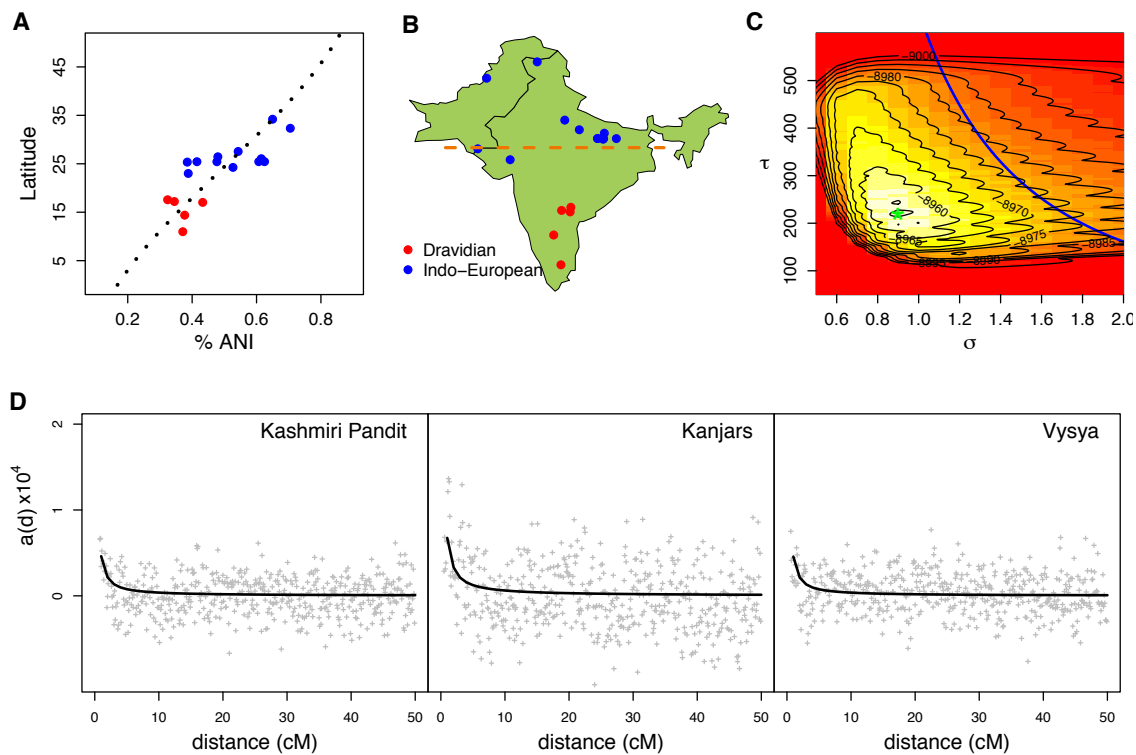 A
45
35
25
15
5
Latitude
0.2 0.4 0.6 0.8
% ANI
B
Dravidian
Indo−European
C
500
400
300
200
100
τ
0.6 0.8 1.0 1.2 1.4 1.6 1.8 2.0
σ
−9000
−8980
−8960
−8970
−8965
−8975
−8985
−8985
−8990
D
Kashmiri Pandit
Kanjars
Vysya
2
1
0
a(d) x10⁴
0 10 20 30 40 50
0 10 20 30 40 50
0 10 20 30 40 50
distance (cM)
distance (cM)
distance (cM)